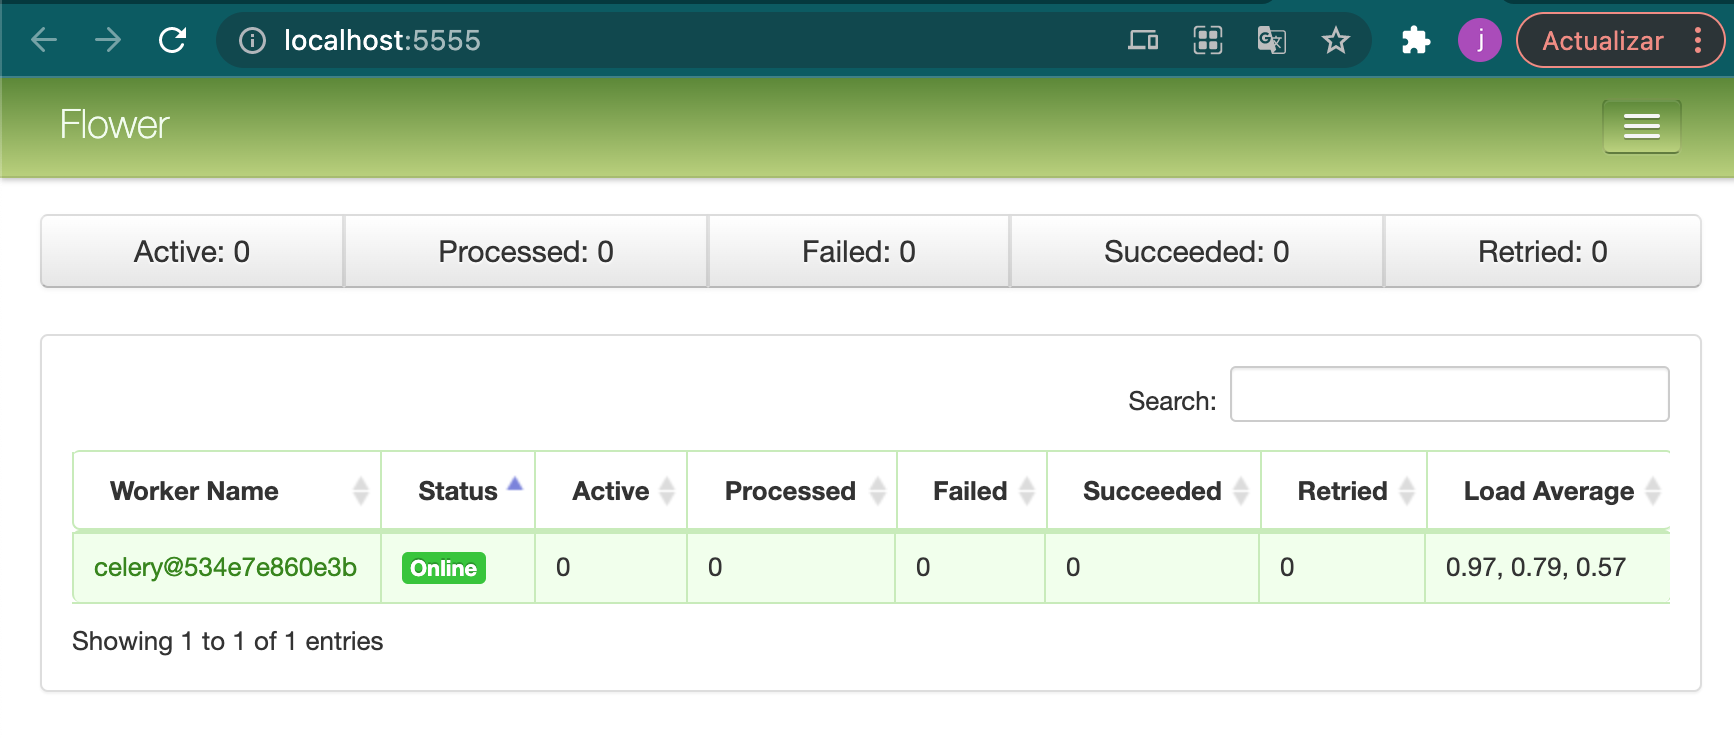 localhost:5555
j
Actualizar
Flower
Active: 0 Processed: 0 Failed: 0 Succeeded: 0 Retried: 0
Search:
Worker Name Status Active Processed Failed Succeeded Retried Load Average
celery@534e7e860e3b Online 0 0 0 0 0 0.97, 0.79, 0.57
Showing 1 to 1 of 1 entries